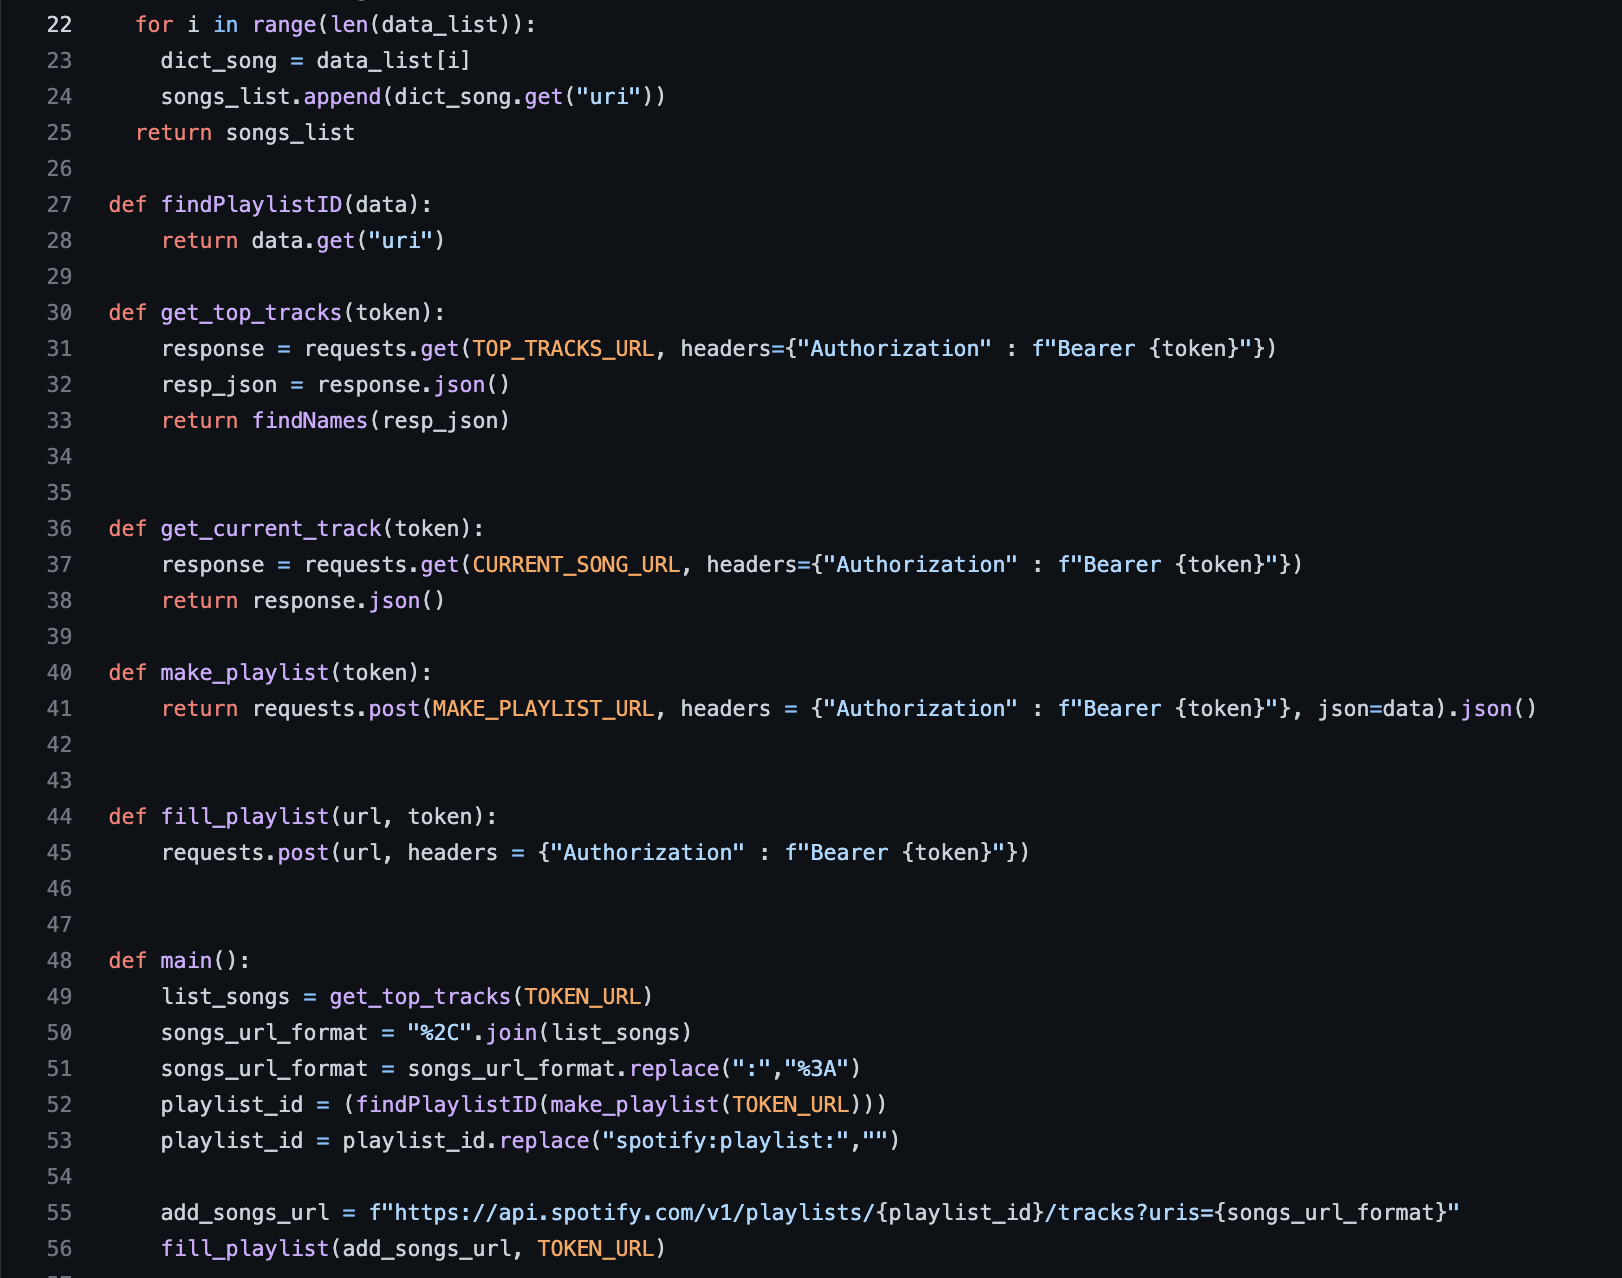 22 for i in range(len(data_list)):
23 dict_song = data_list[i]
24 songs_list.append(dict_song.get("uri"))
25 return songs_list
26
27 def findPlaylistID(data):
28 return data.get("uri")
29
30 def get_top_tracks(token):
31 response = requests.get(TOP_TRACKS_URL, headers={"Authorization" : f"Bearer {token}"})
32 resp_json = response.json()
33 return findNames(resp_json)
34
35
36 def get_current_track(token):
37 response = requests.get(CURRENT_SONG_URL, headers={"Authorization" : f"Bearer {token}"})
38 return response.json()
39
40 def make_playlist(token):
41 return requests.post(MAKE_PLAYLIST_URL, headers = {"Authorization" : f"Bearer {token}"}, json=data).json()
42
43
44 def fill_playlist(url, token):
45 requests.post(url, headers = {"Authorization" : f"Bearer {token}"})
46
47
48 def main():
49 list_songs = get_top_tracks(TOKEN_URL)
50 songs_url_format = "%2C".join(list_songs)
51 songs_url_format = songs_url_format.replace(":","%3A")
52 playlist_id = (findPlaylistID(make_playlist(TOKEN_URL)))
53 playlist_id = playlist_id.replace("spotify:playlist:","")
54
55 add_songs_url = f"https://api.spotify.com/v1/playlists/{playlist_id}/tracks?uris={songs_url_format}"
56 fill_playlist(add_songs_url, TOKEN_URL)